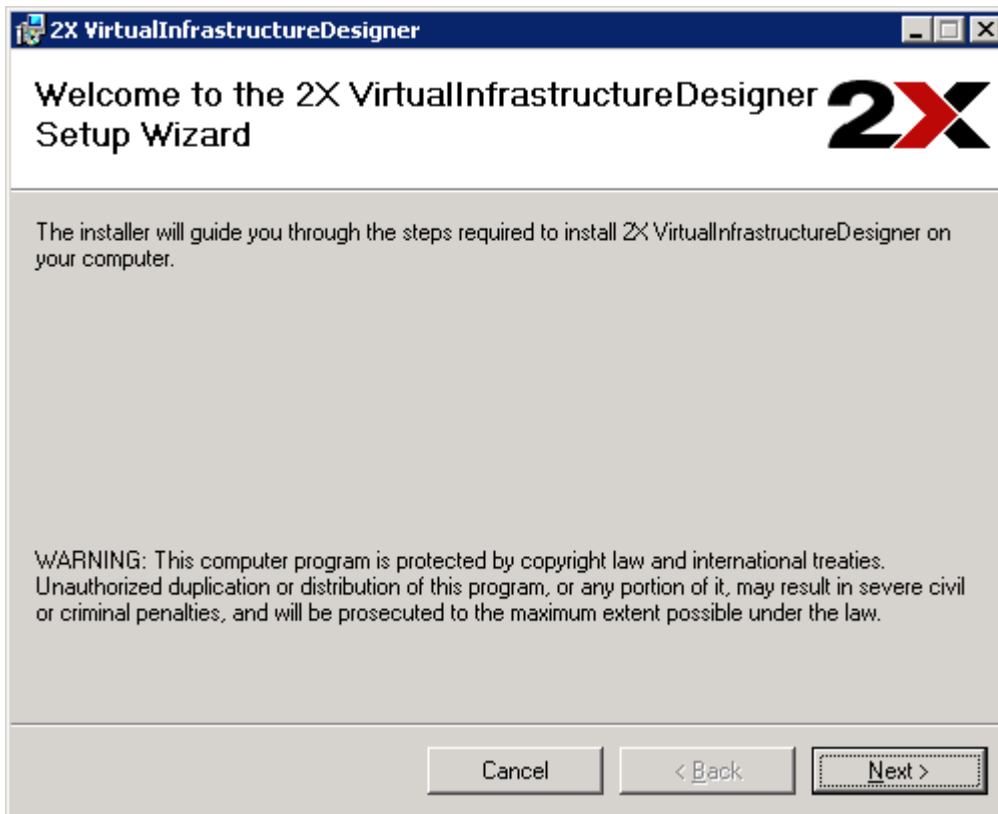 2X VirtualInfrastructureDesigner
Welcome to the 2X VirtualInfrastructureDesigner
Setup Wizard
2X
The installer will guide you through the steps required to install 2X VirtualInfrastructureDesigner on
your computer.
WARNING: This computer program is protected by copyright law and international treaties.
Unauthorized duplication or distribution of this program, or any portion of it, may result in severe civil
or criminal penalties, and will be prosecuted to the maximum extent possible under the law.
Cancel
< Back
Next >